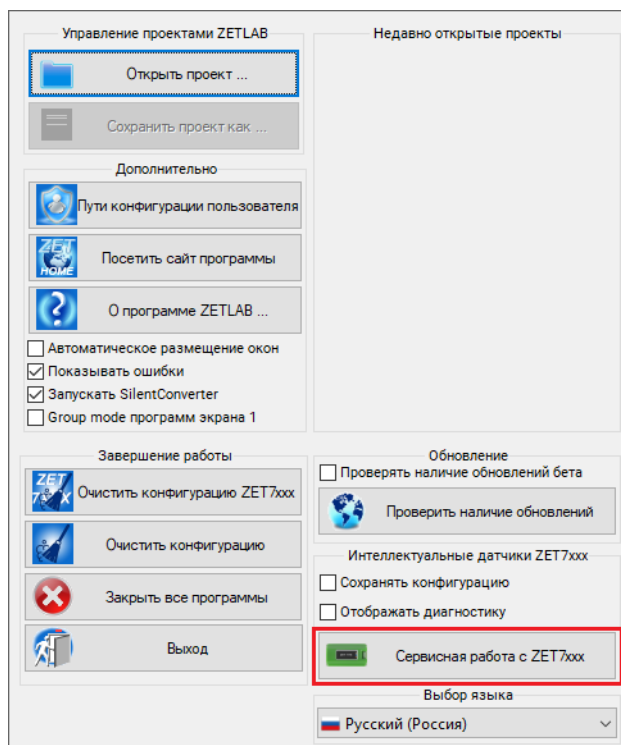 Управление проектами ZETLAB
Открыть проект ...
Сохранить проект как ...
Дополнительно
Пути конфигурации пользователя
ZET
HOME
Посетить сайт программы
О программе ZETLAB ...
Автоматическое размещение окон
Показывать ошибки
Запускать SilentConverter
Group mode программ экрана 1
Недавно открытые проекты
Завершение работы
Очистить конфигурацию ZET7xxx
Очистить конфигурацию
Закрыть все программы
Выход
Обновление
Проверять наличие обновлений бета
Проверить наличие обновлений
Интеллектуальные датчики ZET7xxx
Сохранять конфигурацию
Отображать диагностику
Сервисная работа с ZET7xxx
Выбор языка
Русский (Россия)